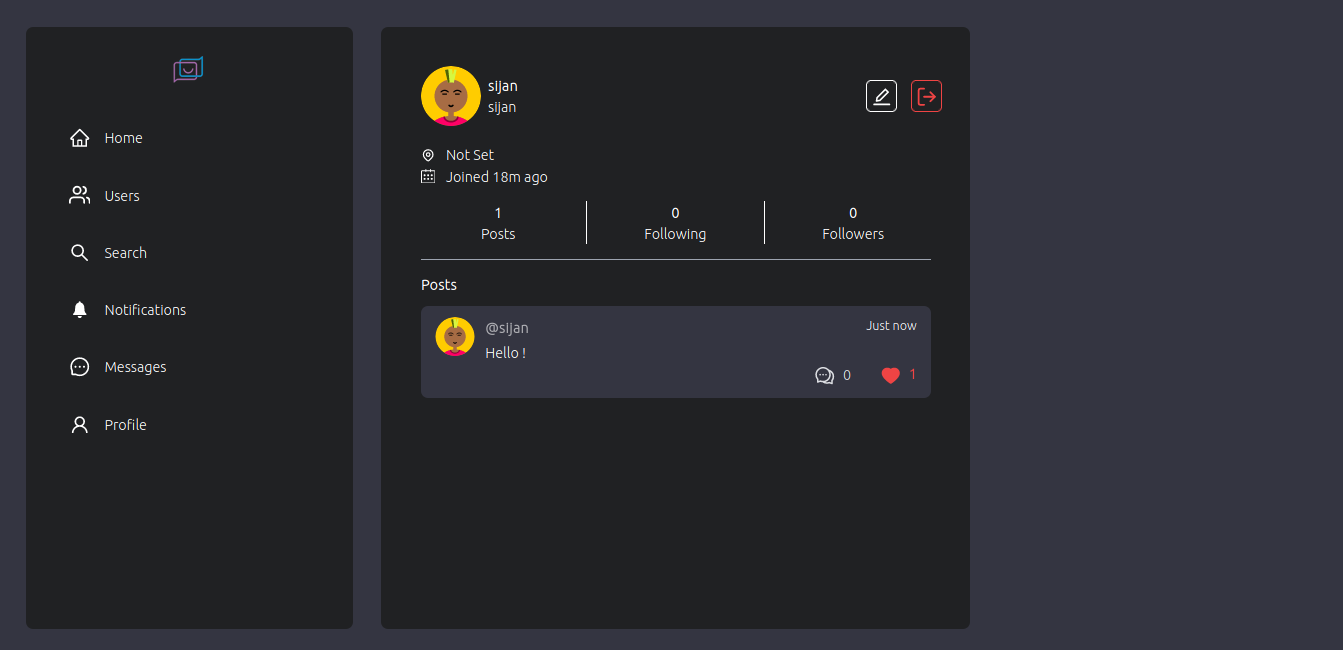 Home
Users
Search
Notifications
Messages
Profile
sijan
sijan
Not Set
Joined 18m ago
1
Posts
0
Following
0
Followers
Posts
@sijan
Just now
Hello !
0
1